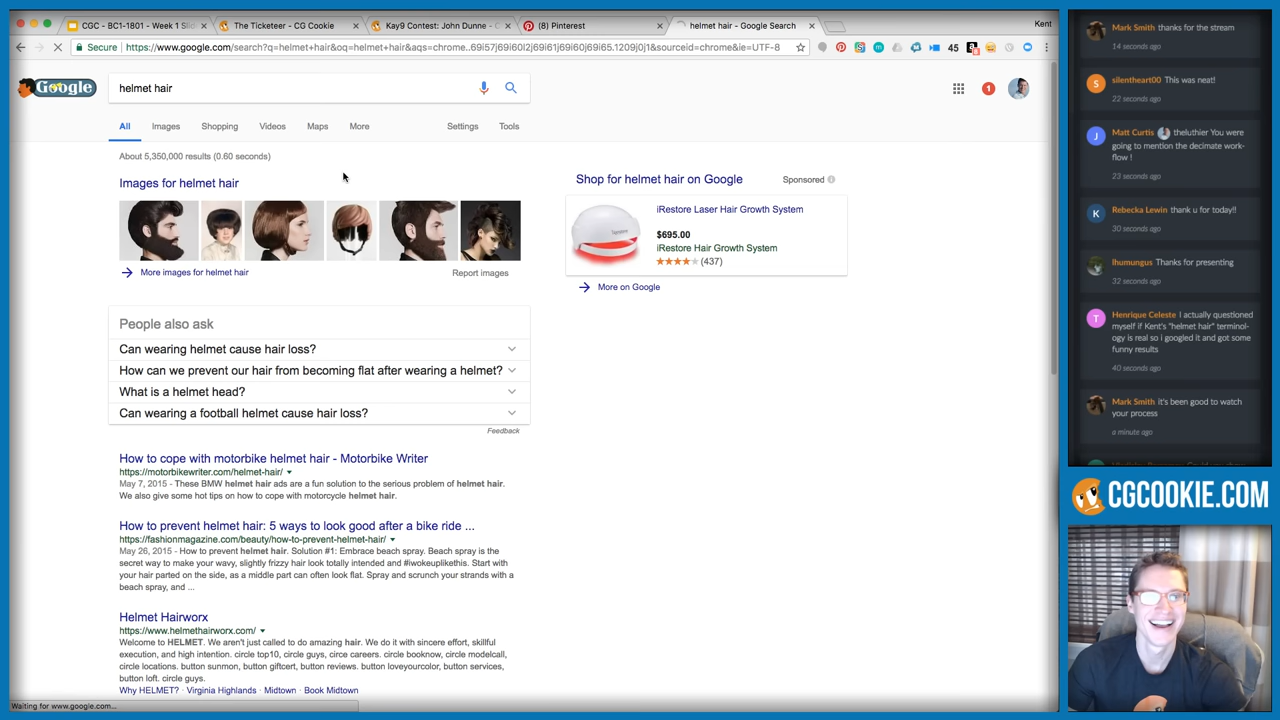 CGC - BC1-1801 - Week 1 Slid
The Ticketeer - CG Cookie
Kay9 Contest: John Dunne - C
(8) Pinterest
helmet hair - Google Search
Kent
Secure
https://www.google.com/search?q=helmet+hair&oq=helmet+hair&aqs=chrome..69i57j69i60l2j69i61j69i60j69i65.1209j0j1&sourceid=chrome&ie=UTF-8
45
Google
helmet hair
1
All
Images
Shopping
Videos
Maps
More
Settings
Tools
About 5,350,000 results (0.60 seconds)
Images for helmet hair
More images for helmet hair
Report images
Shop for helmet hair on Google
Sponsored
iRestore Laser Hair Growth System
$695.00
iRestore Hair Growth System
(437)
More on Google
People also ask
Can wearing helmet cause hair loss?
How can we prevent our hair from becoming flat after wearing a helmet?
What is a helmet head?
Can wearing a football helmet cause hair loss?
Feedback
How to cope with motorbike helmet hair - Motorbike Writer
https://motorbikewriter.com/helmet-hair/
May 7, 2015 - These BMW helmet hair ads are a fun solution to the serious problem of helmet hair.
We also give some hot tips on how to cope with motorcycle helmet hair.
How to prevent helmet hair: 5 ways to look good after a bike ride ...
https://fashionmagazine.com/beauty/how-to-prevent-helmet-hair/
May 26, 2015 - How to prevent helmet hair. Solution #1: Embrace beach spray. Beach spray is the
secret way to make your wavy, slightly frizzy hair look totally intended and #iwokeuplikethis. Start with
your hair parted on the side, as a middle part can often look flat. Spray and scrunch your strands with a
beach spray, and ...
Helmet Hairworx
https://www.helmethairworx.com/
Welcome to HELMET. We aren't just called to do amazing hair. We do it with sincere effort, skillful
execution, and high intention. circle top10, circle guys, circe careers. circle booknow, circle modelcall,
circle locations. button sunmon, button giftcert, button reviews. button loveyourcolor, button services,
button loft. circle guys.
Why HELMET? · Virginia Highlands · Midtown · Book Midtown
Waiting for www.google.com...
Mark Smith thanks for the stream
14 seconds ago
S
silentheart00 This was neat!
22 seconds ago
J
Matt Curtis theluthier You were
going to mention the decimate work-
flow !
23 seconds ago
K
Rebecka Lewin thank u for today!!
30 seconds ago
lhumungus Thanks for presenting
32 seconds ago
T
Henrique Celeste I actually questioned
myself if Kent's "helmet hair" terminol-
ogy is real so i googled it and got some
funny results
40 seconds ago
Mark Smith it's been good to watch
your process
a minute ago
CGCOOKIE.COM